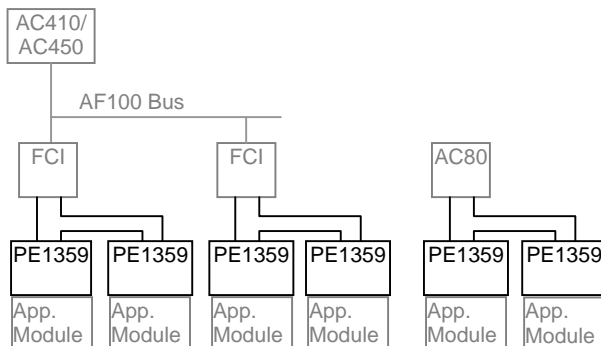 AC410/
AC450
AF100 Bus
FCI
FCI
AC80
PE1359
PE1359
PE1359
PE1359
PE1359
PE1359
App.
Module
App.
Module
App.
Module
App.
Module
App.
Module
App.
Module